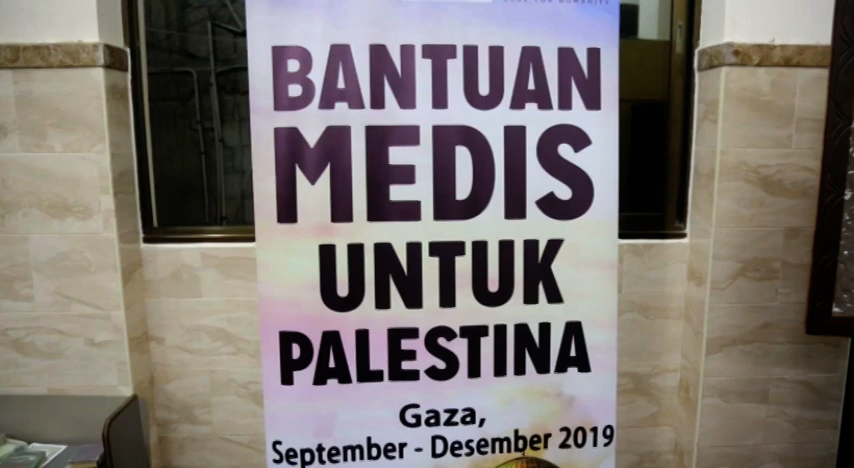 BANTUAN
MEDIS
UNTUK
PALESTINA
Gaza,
September - Desember 2019